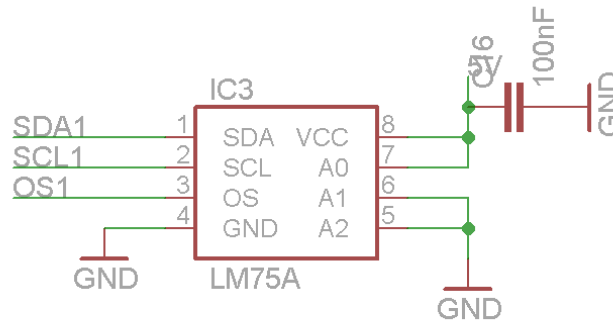 100nF
GND
IC3
SDA1
1
SDA
VCC
8
SCL1
2
SCL
A0
7
OS1
3
OS
A1
6
4
GND
A2
5
GND
LM75A
GND